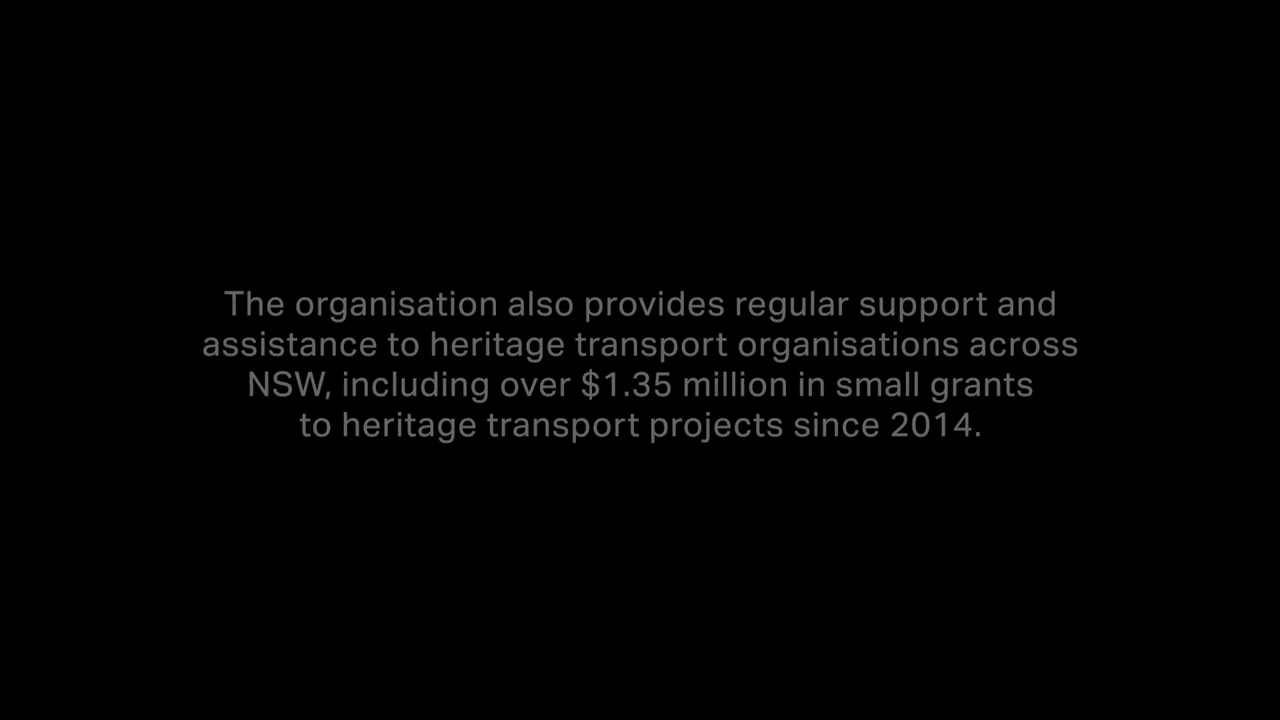 The organisation also provides regular support and
assistance to heritage transport organisations across
NSW, including over $1.35 million in small grants
to heritage transport projects since 2014.